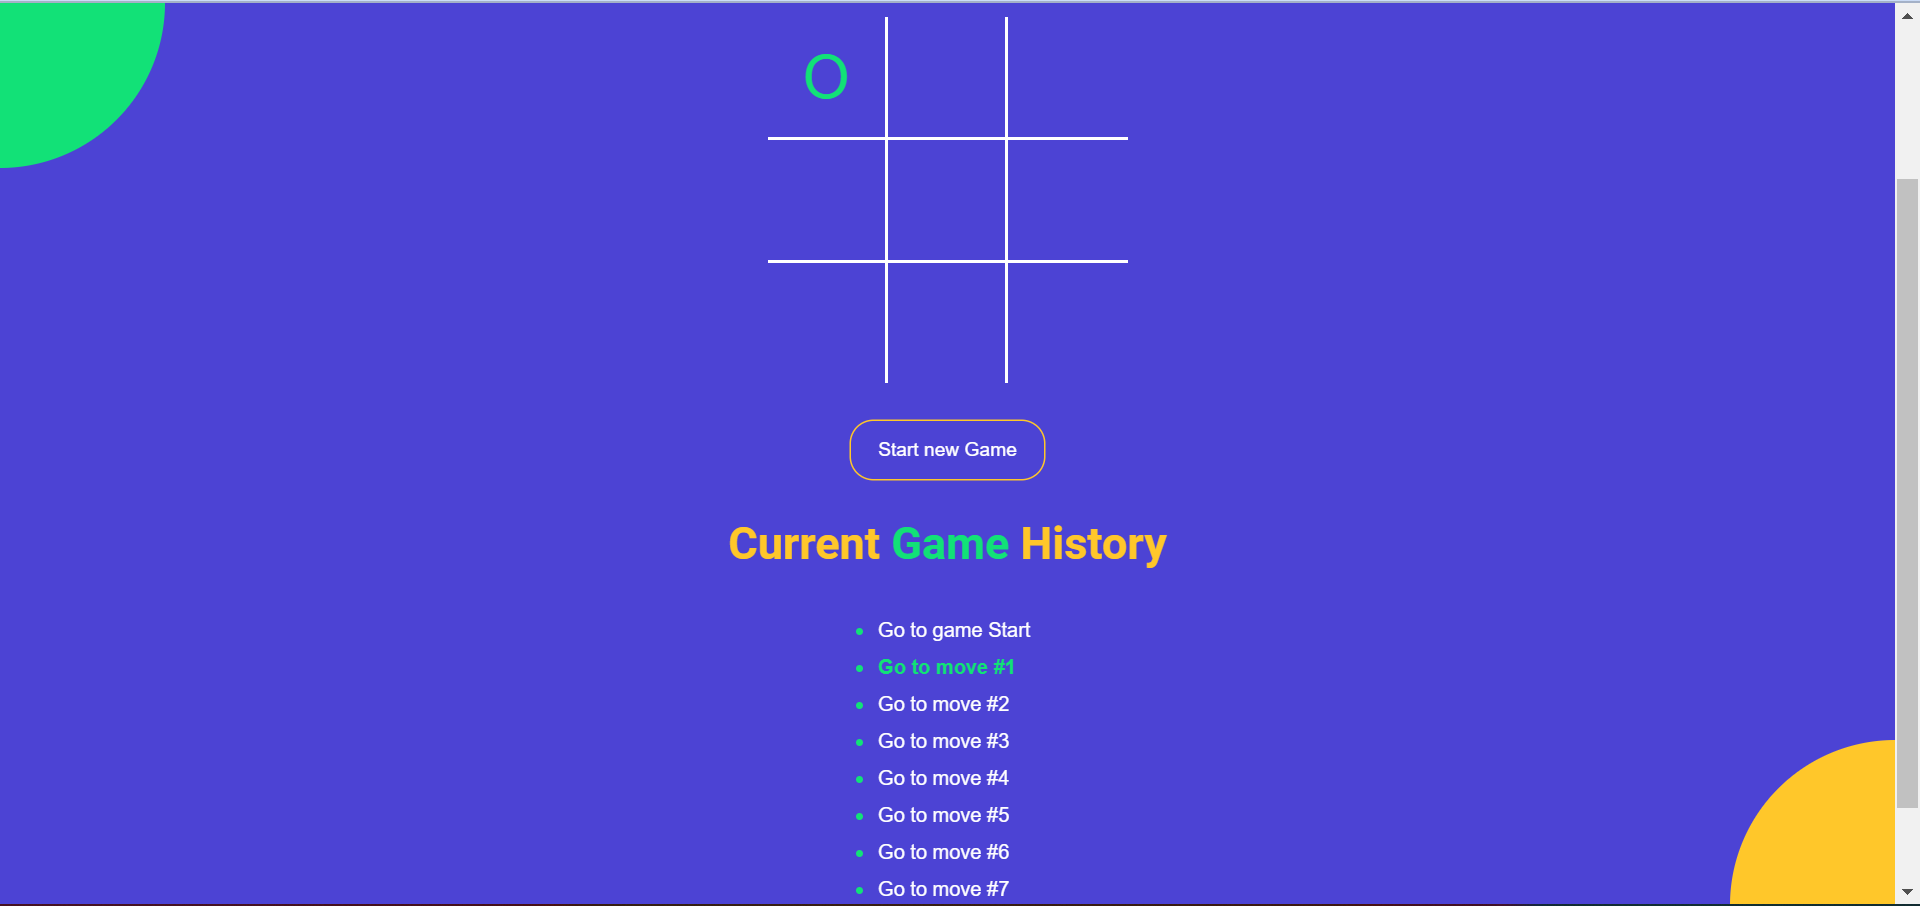 O
Start new Game
Current Game History
Go to game Start
Go to move #1
Go to move #2
Go to move #3
Go to move #4
Go to move #5
Go to move #6
Go to move #7